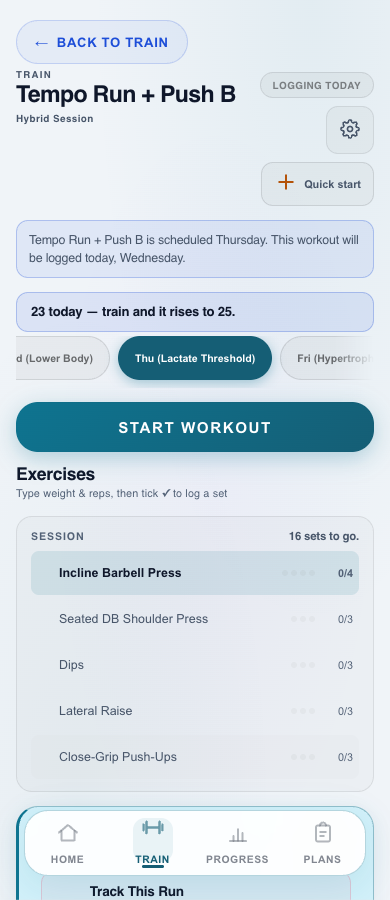 ← BACK TO TRAIN
TRAIN
Tempo Run + Push B
Hybrid Session
LOGGING TODAY
Quick start
Tempo Run + Push B is scheduled Thursday. This workout will
be logged today, Wednesday.
23 today — train and it rises to 25.
d (Lower Body)
Thu (Lactate Threshold)
Fri (Hypertrop
START WORKOUT
Exercises
Type weight & reps, then tick ✓ to log a set
SESSION
16 sets to go.
Incline Barbell Press
0/4
Seated DB Shoulder Press
0/3
Dips
0/3
Lateral Raise
0/3
Close-Grip Push-Ups
0/3
HOME
TRAIN
PROGRESS
PLANS
Track This Run